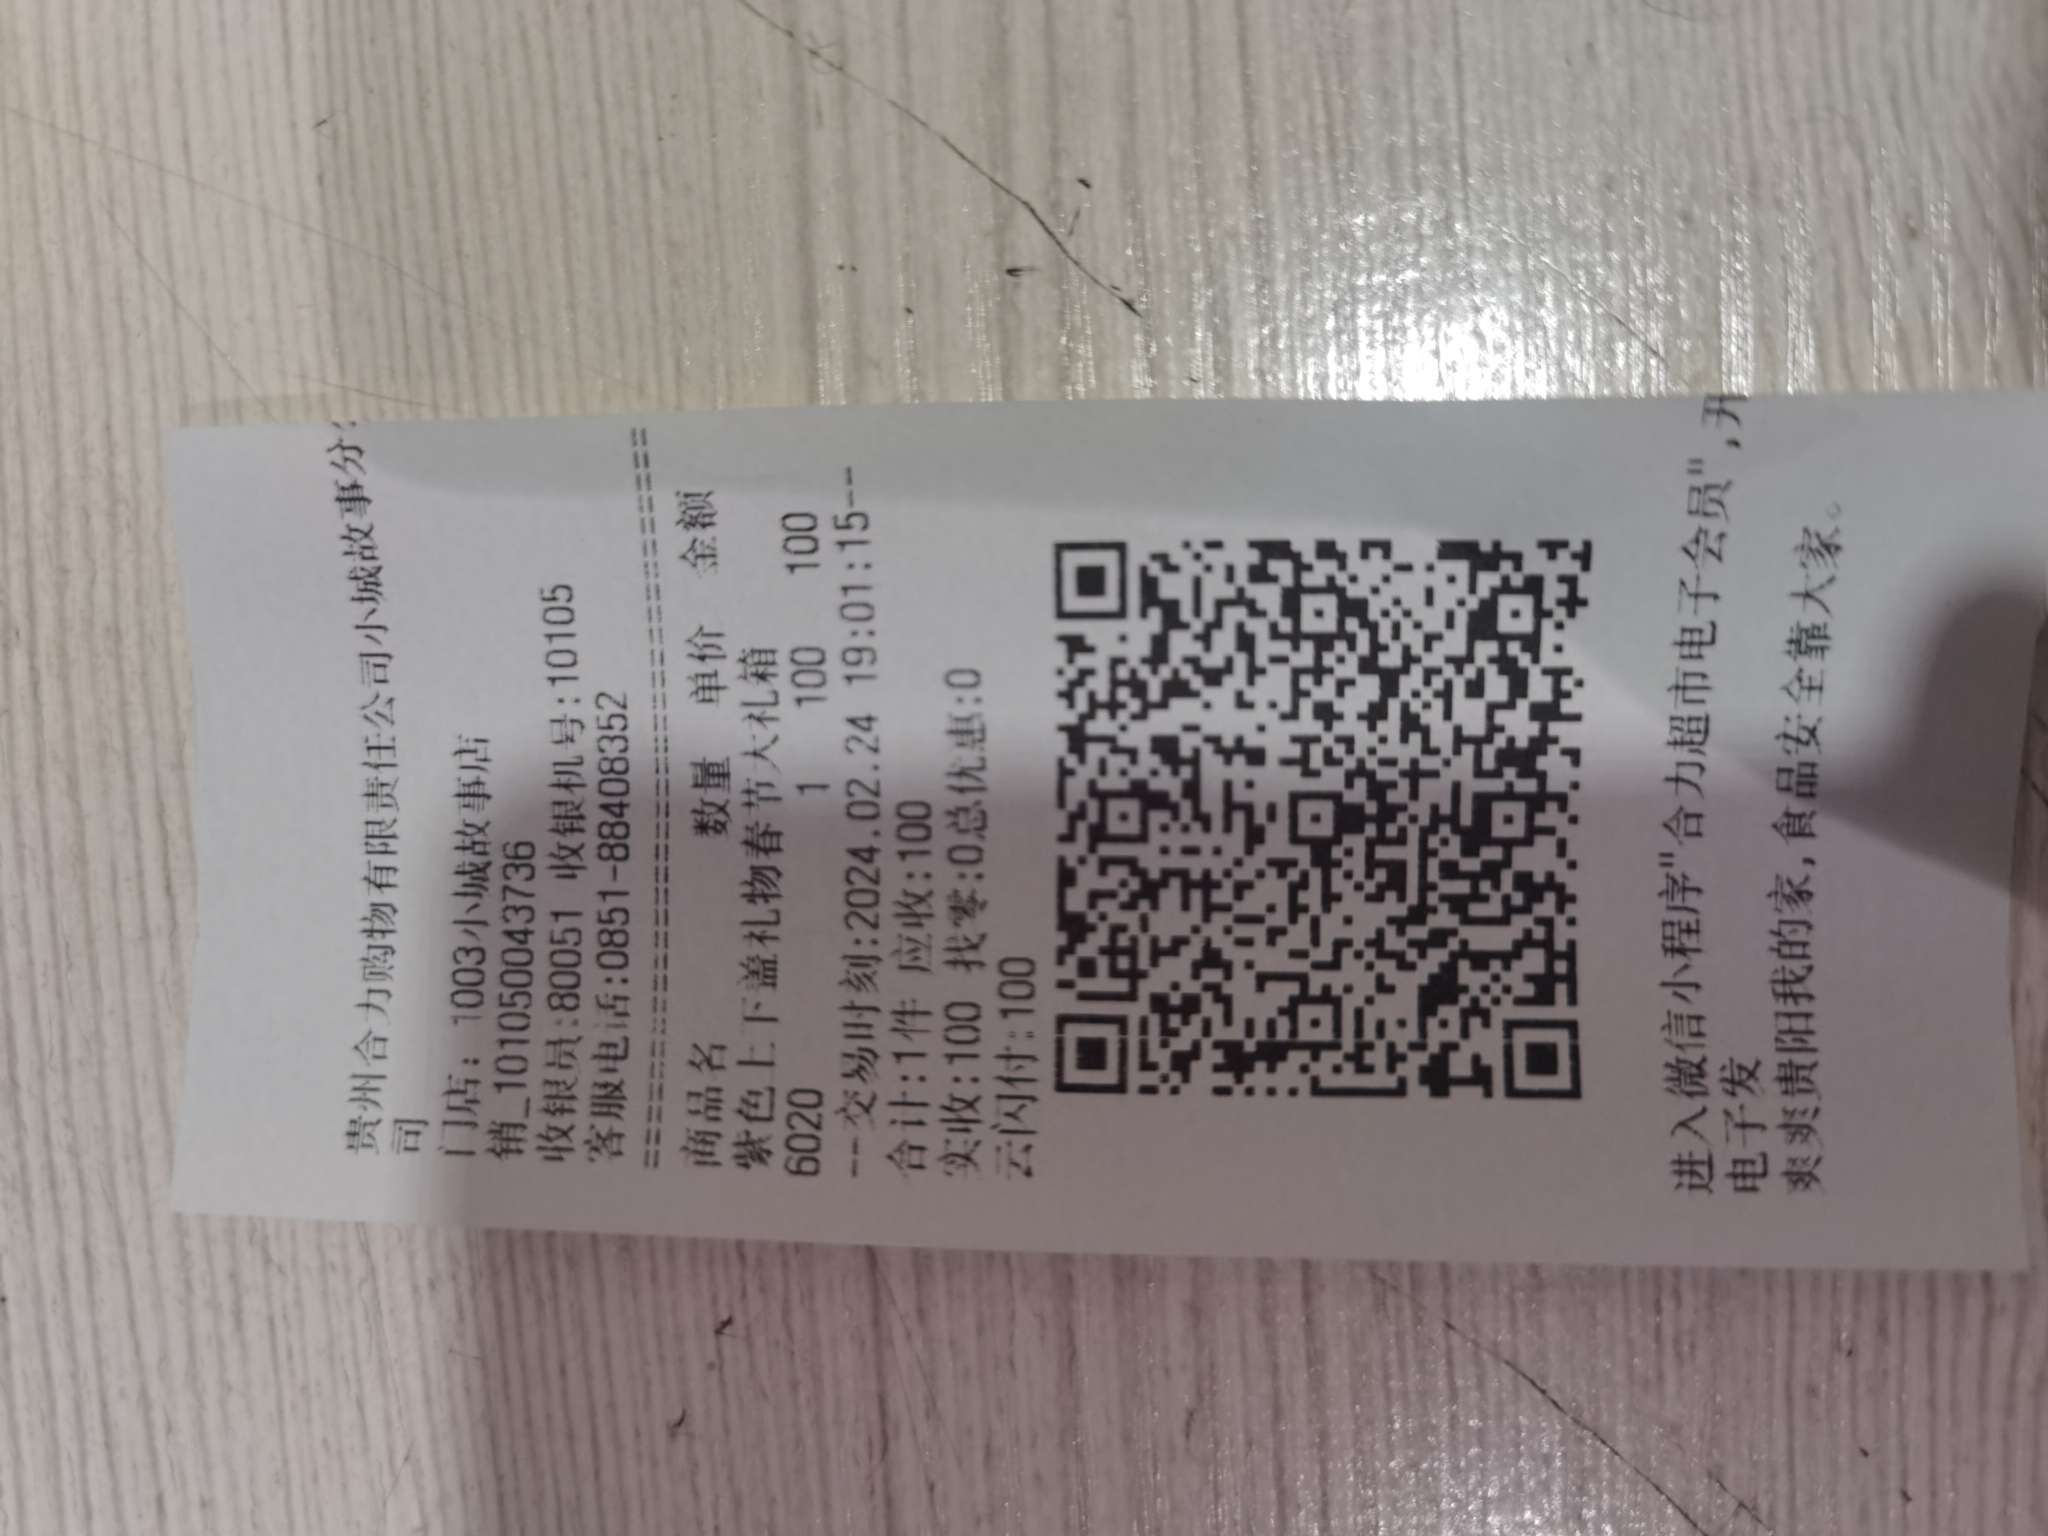 贵州合力购物有限责任公司小城故事分
司
门店: 1003小城故事店
销_101050043736
收银员:80051 收银机号:10105
客服电话:0851-88408352
================================
商品名 数量 单价 金额
紫色上下盖礼物春节大礼箱
6020 1 100 100
--交易时刻:2024.02.24 19:01:15--
合计:1件 应收:100
实收:100 找零:0总优惠:0
云闪付:100
进入微信小程序"合力超市电子会员",开
电子发
爽爽贵阳我的家,食品安全靠大家。